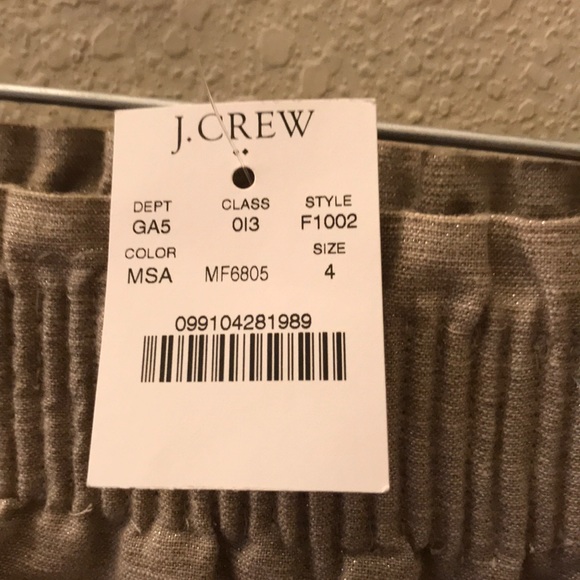 J.CREW
DEPT CLASS STYLE
GA5 013 F1002
COLOR SIZE
MSA MF6805 4
099104281989